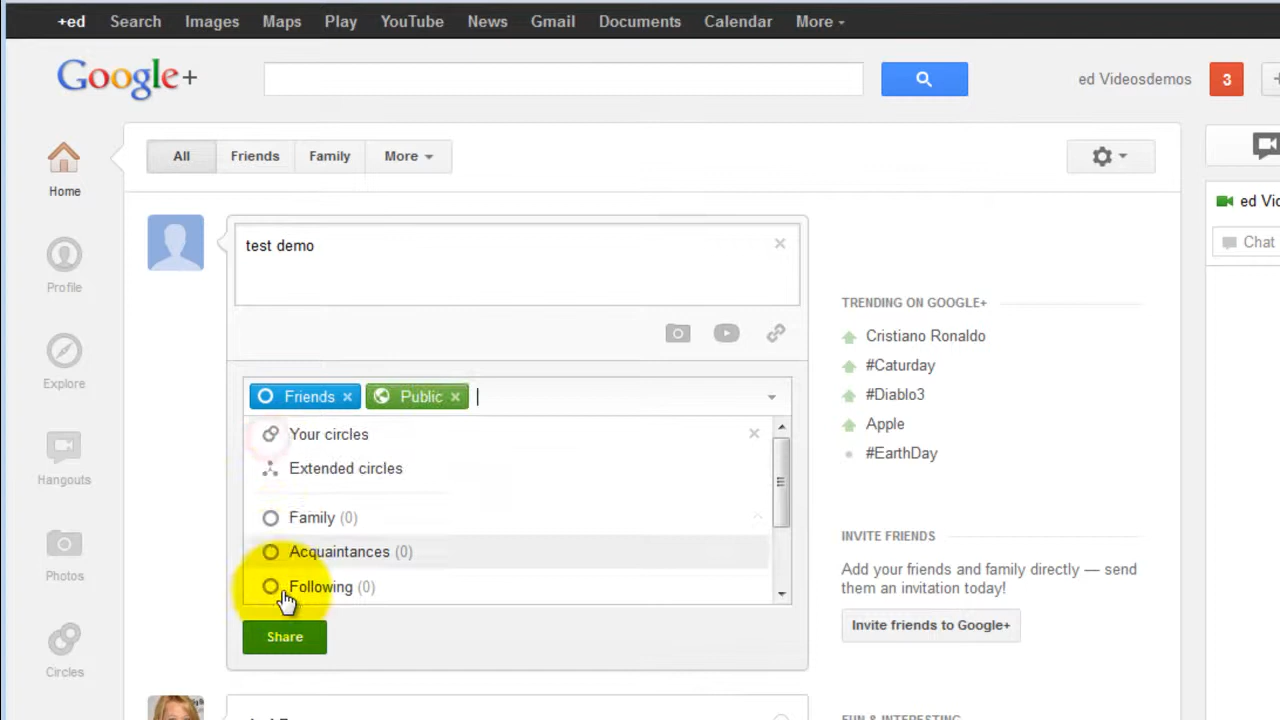 +ed Search Images Maps Play YouTube News Gmail Documents Calendar More
Google+
ed Videosdemos 3 +
All Friends Family More
Home
Profile
Explore
Hangouts
Photos
Circles
test demo
Friends Public
Your circles
Extended circles
Family (0)
Acquaintances (0)
Following (0)
Share
TRENDING ON GOOGLE+
Cristiano Ronaldo
#Caturday
#Diablo3
Apple
#EarthDay
INVITE FRIENDS
Add your friends and family directly — send
them an invitation today!
Invite friends to Google+
FUN & INTERESTING
ed Vid
Chat